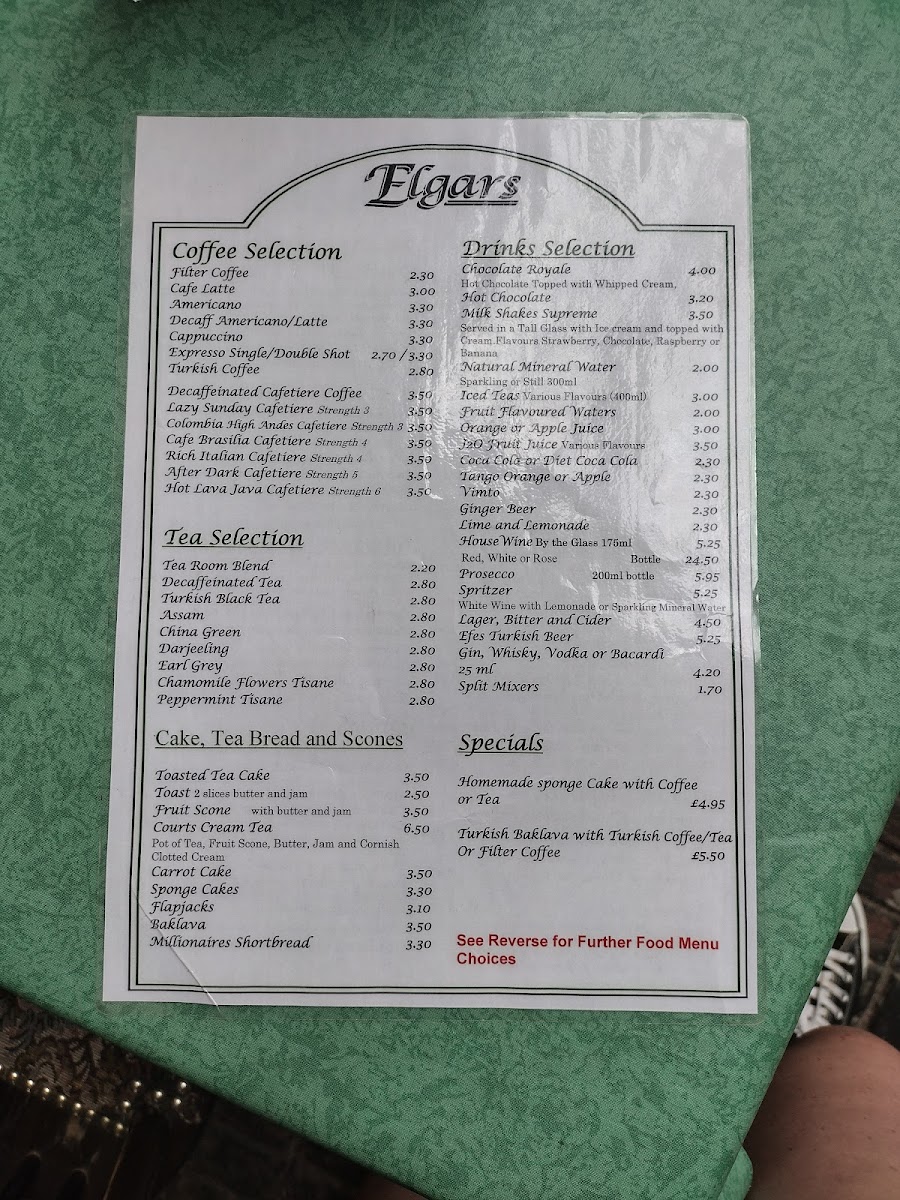 Elgars
Coffee Selection
Filter Coffee 2.30
Cafe Latte 3.00
Americano 3.30
Decaff Americano/Latte 3.30
Cappuccino 3.30
Expresso Single/Double Shot 2.70 / 3.30
Turkish Coffee 2.80
Decaffeinated Cafetiere Coffee 3.50
Lazy Sunday Cafetiere Strength 3 3.50
Colombia High Andes Cafetiere Strength 3 3.50
Cafe Brasilia Cafetiere Strength 4 3.50
Rich Italian Cafetiere Strength 4 3.50
After Dark Cafetiere Strength 5 3.50
Hot Lava Java Cafetiere Strength 6 3.50
Tea Selection
Tea Room Blend 2.20
Decaffeinated Tea 2.80
Turkish Black Tea 2.80
Assam 2.80
China Green 2.80
Darjeeling 2.80
Earl Grey 2.80
Chamomile Flowers Tisane 2.80
Peppermint Tisane 2.80
Cake, Tea Bread and Scones
Toasted Tea Cake 3.50
Toast 2 slices butter and jam 2.50
Fruit Scone with butter and jam 3.50
Courts Cream Tea 6.50
Pot of Tea, Fruit Scone, Butter, Jam and Cornish
Clotted Cream
Carrot Cake 3.50
Sponge Cakes 3.30
Flapjacks 3.10
Baklava 3.50
Millionaires Shortbread 3.30
Drinks Selection
Chocolate Royale 4.00
Hot Chocolate Topped with Whipped Cream,
Hot Chocolate 3.20
Milk Shakes Supreme 3.50
Served in a Tall Glass with Ice cream and topped with
Cream.Flavours Strawberry, Chocolate, Raspberry or
Banana
Natural Mineral Water 2.00
Sparkling or Still 300ml
Iced Teas Various Flavours (400ml) 3.00
Fruit Flavoured Waters 2.00
Orange or Apple Juice 3.00
J2O Fruit Juice Various Flavours 3.50
Coca Cola or Diet Coca Cola 2.30
Tango Orange or Apple 2.30
Vimto 2.30
Ginger Beer 2.30
Lime and Lemonade 2.30
House Wine By the Glass 175ml 5.25
Red, White or Rose Bottle 24.50
Prosecco 200ml bottle 5.95
Spritzer 5.25
White Wine with Lemonade or Sparkling Mineral Water
Lager, Bitter and Cider 4.50
Efes Turkish Beer 5.25
Gin, Whisky, Vodka or Bacardi
25 ml 4.20
Split Mixers 1.70
Specials
Homemade sponge Cake with Coffee
or Tea £4.95
Turkish Baklava with Turkish Coffee/Tea
Or Filter Coffee £5.50
See Reverse for Further Food Menu
Choices